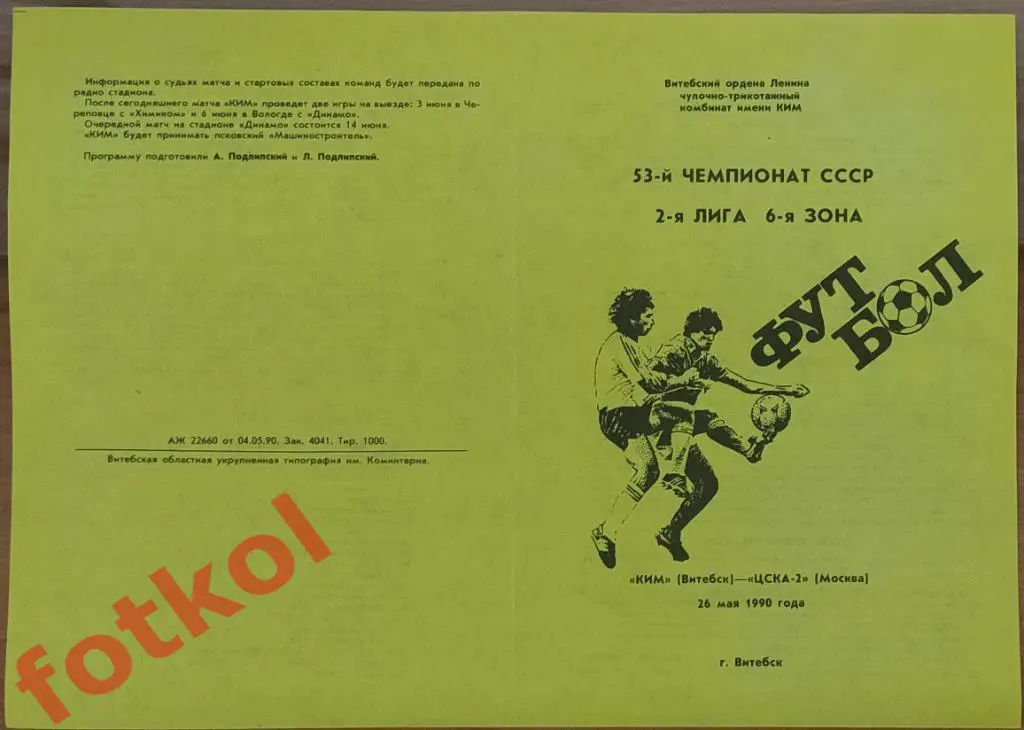 Информация о судьях матча и стартовых составах команд будет передана по
радио стадиона.
После сегодняшнего матча «КИМ» проведет две игры на выезде: 3 июня в Че-
реповце с «Химиком» и 6 июня в Вологде с «Динамо».
Очередной матч на стадионе «Динамо» состоится 14 июня.
«КИМ» будет принимать псковский «Машиностроитель».
Программу подготовили А. Подлипский и Л. Подлипский.
АЖ 22660 от 04.05.90. Зак. 4041. Тир. 1000.
Витебская областная укрупненная типография им. Коминтерна.
fotkol
Витебский ордена Ленина
чулочно-трикотажный
комбинат имени КИМ
53-й ЧЕМПИОНАТ СССР
2-я ЛИГА 6-я ЗОНА
ФУТ
БОЛ
«КИМ» (Витебск)—«ЦСКА-2» (Москва)
26 мая 1990 года
г. Витебск